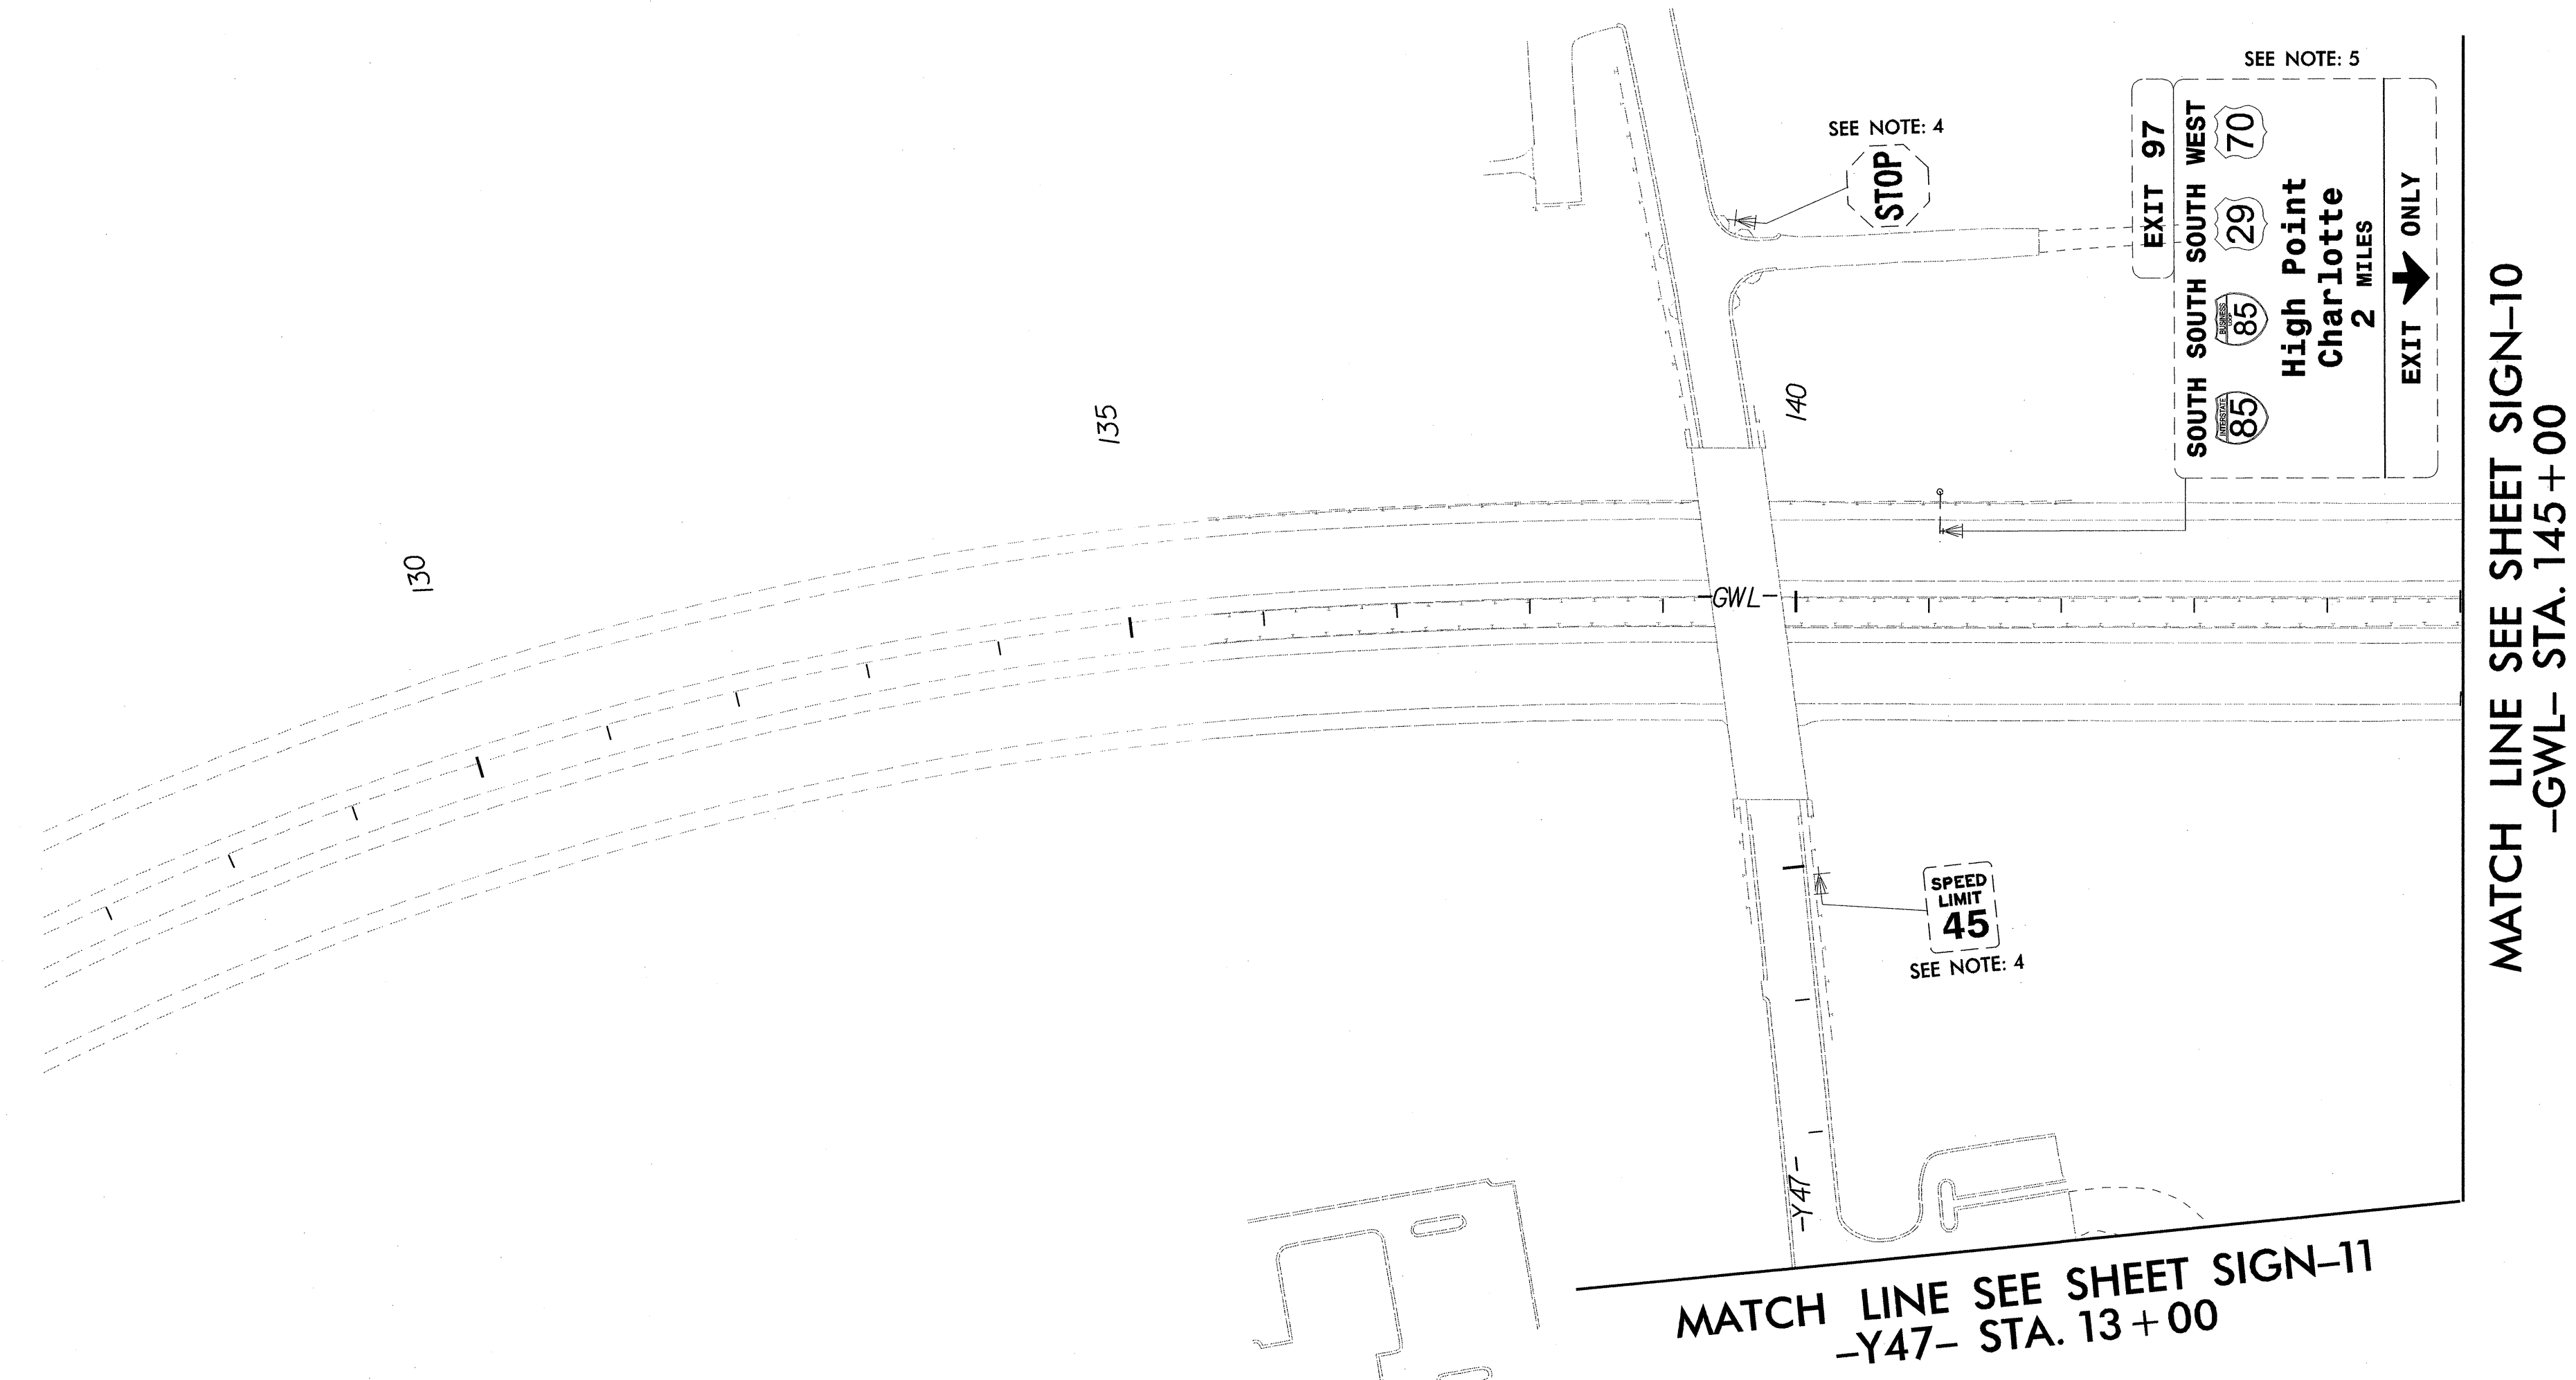 SEE NOTE: 5
EXIT 97
SOUTH SOUTH SOUTH WEST
INTERSTATE 85
BUSINESS LOOP 85
29
70
High Point
Charlotte
2 MILES
EXIT ONLY
SEE NOTE: 4
STOP
130
135
140
-GWL-
SPEED
LIMIT
45
SEE NOTE: 4
-Y47-
MATCH LINE SEE SHEET SIGN-10
-GWL- STA. 145+00
MATCH LINE SEE SHEET SIGN-11
-Y47- STA. 13+00